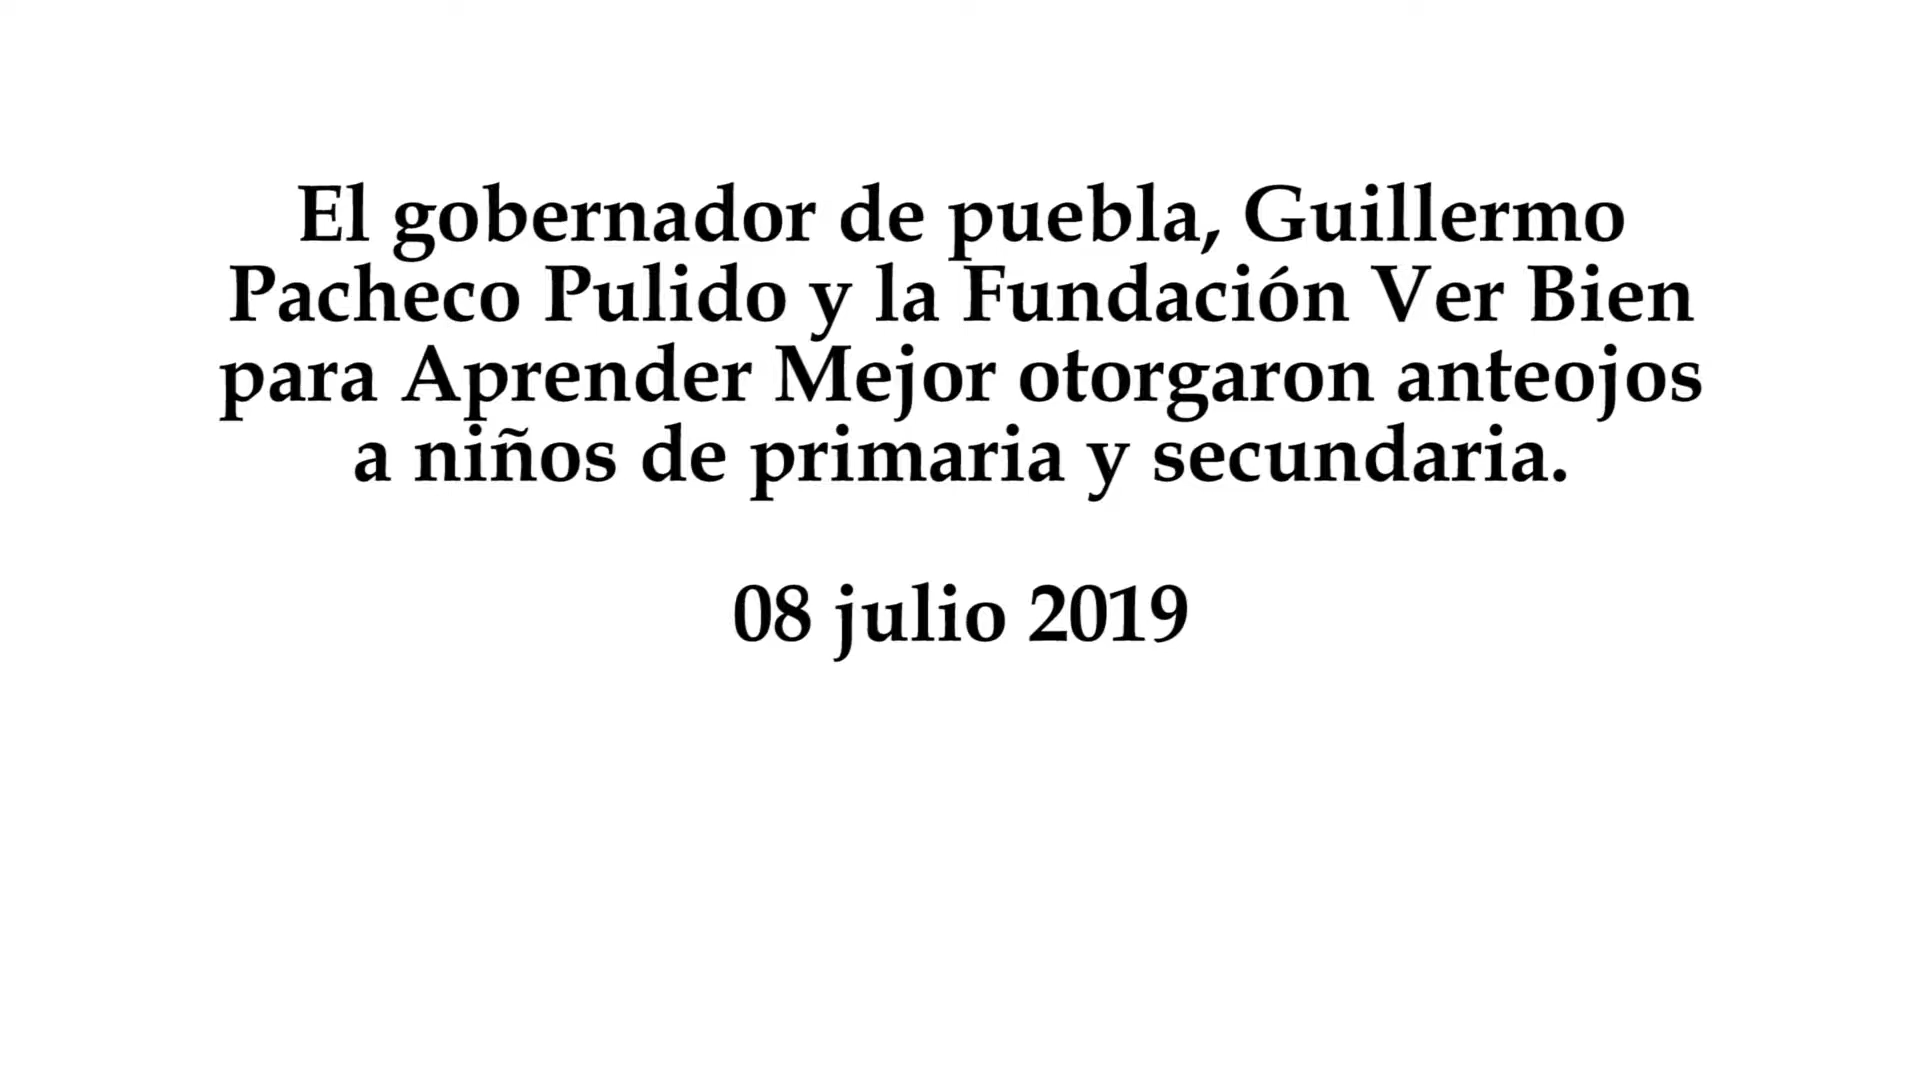 El gobernador de puebla, Guillermo
Pacheco Pulido y la Fundación Ver Bien
para Aprender Mejor otorgaron anteojos
a niños de primaria y secundaria.
08 julio 2019